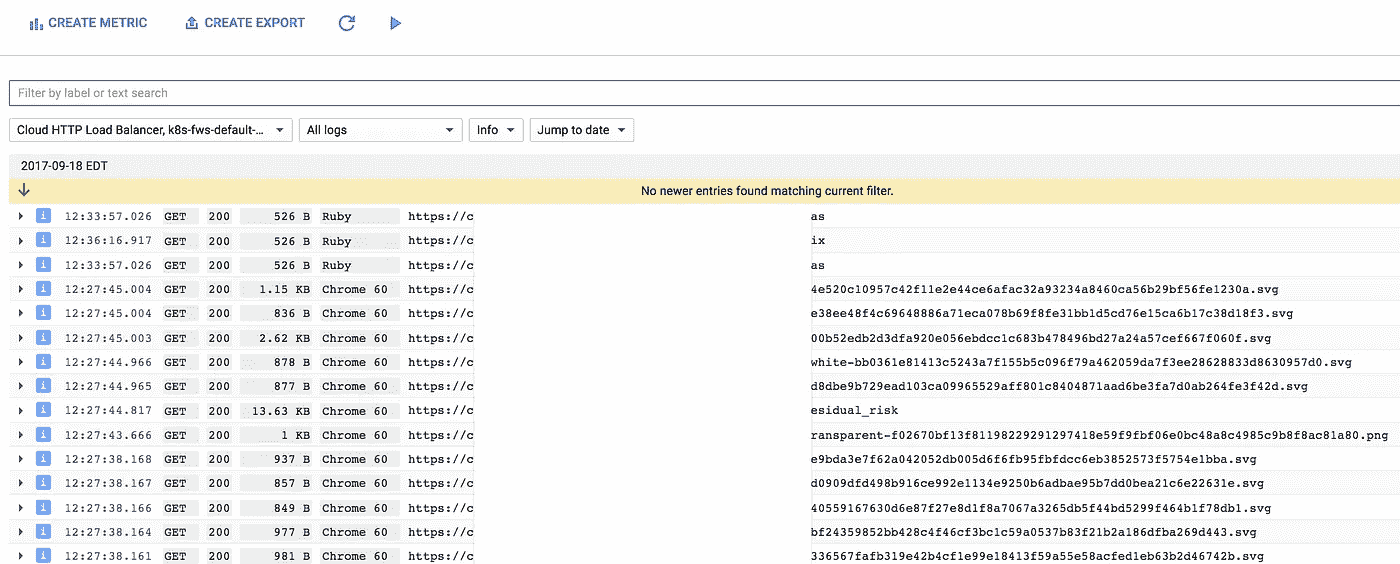 CREATE METRIC CREATE EXPORT
Filter by label or text search
Cloud HTTP Load Balancer, k8s-fws-default-... All logs Info Jump to date
2017-09-18 EDT
No newer entries found matching current filter.
12:33:57.026 GET 200 526 B Ruby https://c as
12:36:16.917 GET 200 526 B Ruby https://c ix
12:33:57.026 GET 200 526 B Ruby https://c as
12:27:45.004 GET 200 1.15 KB Chrome 60 https://c 4e520c10957c42f11e2e44ce6afac32a93234a8460ca56b29bf56fe1230a.svg
12:27:45.004 GET 200 836 B Chrome 60 https://c e38ee48f4c69648886a71eca078b69f8fe31bb1d5cd76e15ca6b17c38d18f3.svg
12:27:45.003 GET 200 2.62 KB Chrome 60 https://c 00b52edb2d3dfa920e056ebdcc1c683b478496bd27a24a57cef667f060f.svg
12:27:44.966 GET 200 878 B Chrome 60 https://c white-bb0361e81413c5243a7f155b5c096f79a462059da7f3ee28628833d8630957d0.svg
12:27:44.965 GET 200 877 B Chrome 60 https://c d8dbe9b729ead103ca09965529aff801c8404871aad6be3fa7d0ab264fe3f42d.svg
12:27:44.817 GET 200 13.63 KB Chrome 60 https://c esidual_risk
12:27:43.666 GET 200 1 KB Chrome 60 https://c ransparent-f02670bf13f81198229291297418e59f9fbf06e0bc48a8c4985c9b8f8ac81a80.png
12:27:38.168 GET 200 937 B Chrome 60 https://c e9bda3e7f62a042052db005d6f6fb95fbfdcc6eb3852573f5754e1bba.svg
12:27:38.167 GET 200 857 B Chrome 60 https://c d0909dfd498b916ce992e1134e9250b6adbae95b7dd0bea21c6e22631e.svg
12:27:38.166 GET 200 849 B Chrome 60 https://c 40559167630d6e87f27e8d1f8a7067a3265db5f44bd5299f464b1f78db1.svg
12:27:38.164 GET 200 977 B Chrome 60 https://c bf24359852bb428c4f46cf3bc1c59a0537b83f21b2a186dfba269d443.svg
12:27:38.161 GET 200 981 B Chrome 60 https://c 336567fafb319e42b4cf1e99e18413f59a55e58acfed1eb63b2d46742b.svg